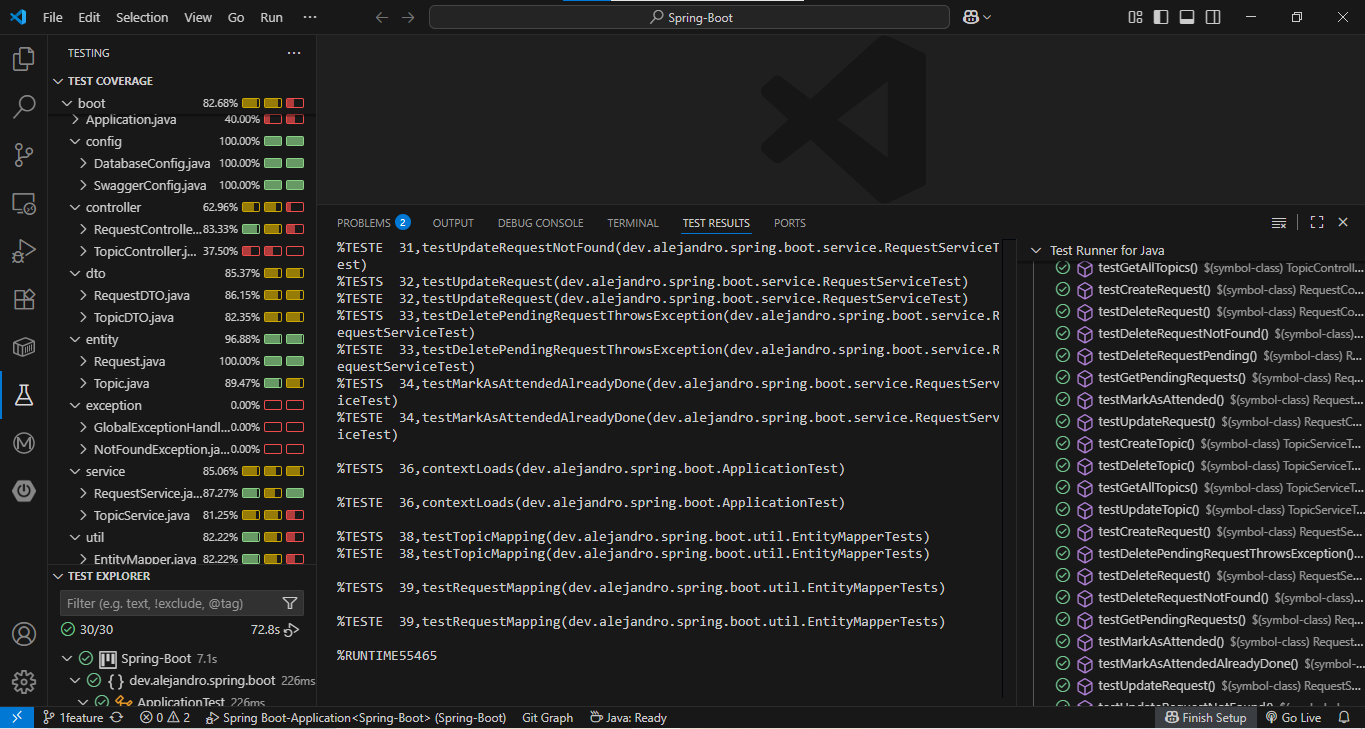 File Edit Selection View Go Run ···
Spring-Boot
TESTING
TEST COVERAGE
boot 82.68%
Application.java 40.00%
config 100.00%
DatabaseConfig.java 100.00%
SwaggerConfig.java 100.00%
controller 62.96%
RequestControlle... 83.33%
TopicController.j... 37.50%
dto 85.37%
RequestDTO.java 86.15%
TopicDTO.java 82.35%
entity 96.88%
Request.java 100.00%
Topic.java 89.47%
exception 0.00%
GlobalExceptionHandl... 0.00%
NotFoundException.ja... 0.00%
service 85.06%
RequestService.ja... 87.27%
TopicService.java 81.25%
util 82.22%
EntityMapper.java 82.22%
TEST EXPLORER
Filter (e.g. text, !exclude, @tag)
30/30 72.8s
Spring-Boot 7.1s
{} dev.alejandro.spring.boot 226ms
ApplicationTest 226ms
PROBLEMS 2 OUTPUT DEBUG CONSOLE TERMINAL TEST RESULTS PORTS
%TESTE 31,testUpdateRequestNotFound(dev.alejandro.spring.boot.service.RequestServiceT
est)
%TESTS 32,testUpdateRequest(dev.alejandro.spring.boot.service.RequestServiceTest)
%TESTE 32,testUpdateRequest(dev.alejandro.spring.boot.service.RequestServiceTest)
%TESTS 33,testDeletePendingRequestThrowsException(dev.alejandro.spring.boot.service.R
equestServiceTest)
%TESTE 33,testDeletePendingRequestThrowsException(dev.alejandro.spring.boot.service.R
equestServiceTest)
%TESTS 34,testMarkAsAttendedAlreadyDone(dev.alejandro.spring.boot.service.RequestServ
iceTest)
%TESTE 34,testMarkAsAttendedAlreadyDone(dev.alejandro.spring.boot.service.RequestServ
iceTest)
%TESTS 36,contextLoads(dev.alejandro.spring.boot.ApplicationTest)
%TESTE 36,contextLoads(dev.alejandro.spring.boot.ApplicationTest)
%TESTS 38,testTopicMapping(dev.alejandro.spring.boot.util.EntityMapperTests)
%TESTE 38,testTopicMapping(dev.alejandro.spring.boot.util.EntityMapperTests)
%TESTS 39,testRequestMapping(dev.alejandro.spring.boot.util.EntityMapperTests)
%TESTE 39,testRequestMapping(dev.alejandro.spring.boot.util.EntityMapperTests)
%RUNTIME55465
Test Runner for Java
testGetAllTopics() $(symbol-class) TopicControll...
testCreateRequest() $(symbol-class) RequestCo...
testDeleteRequest() $(symbol-class) RequestCo...
testDeleteRequestNotFound() $(symbol-class)...
testDeleteRequestPending() $(symbol-class) R...
testGetPendingRequests() $(symbol-class) Req...
testMarkAsAttended() $(symbol-class) Request...
testUpdateRequest() $(symbol-class) RequestC...
testCreateTopic() $(symbol-class) TopicServiceT...
testDeleteTopic() $(symbol-class) TopicServiceT...
testGetAllTopics() $(symbol-class) TopicServiceT...
testUpdateTopic() $(symbol-class) TopicServiceT...
testCreateRequest() $(symbol-class) RequestSe...
testDeletePendingRequestThrowsException()...
testDeleteRequest() $(symbol-class) RequestSe...
testDeleteRequestNotFound() $(symbol-class)...
testGetPendingRequests() $(symbol-class) Req...
testMarkAsAttended() $(symbol-class) Request...
testMarkAsAttendedAlreadyDone() $(symbol-...
testUpdateRequest() $(symbol-class) RequestS...
testUpdateRequestNotFound() $(symbol-class)...
1feature 0 2 Spring Boot-Application<Spring-Boot> (Spring-Boot) Git Graph Java: Ready Finish Setup Go Live